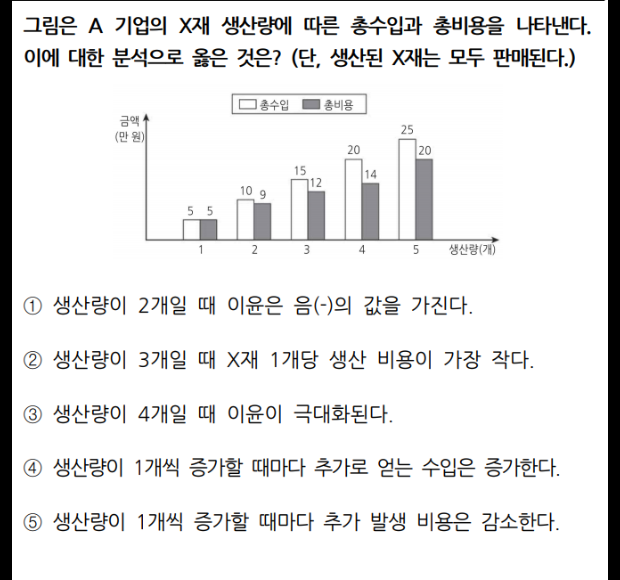 그림은 A 기업의 X재 생산량에 따른 총수입과 총비용을 나타낸다.
이에 대한 분석으로 옳은 것은? (단, 생산된 X재는 모두 판매된다.)
총수입 총비용
금액
(만 원)
25
20
20
15
14
12
10
9
5 5
1 2 3 4 5 생산량(개)
① 생산량이 2개일 때 이윤은 음(-)의 값을 가진다.
② 생산량이 3개일 때 X재 1개당 생산 비용이 가장 작다.
③ 생산량이 4개일 때 이윤이 극대화된다.
④ 생산량이 1개씩 증가할 때마다 추가로 얻는 수입은 증가한다.
⑤ 생산량이 1개씩 증가할 때마다 추가 발생 비용은 감소한다.